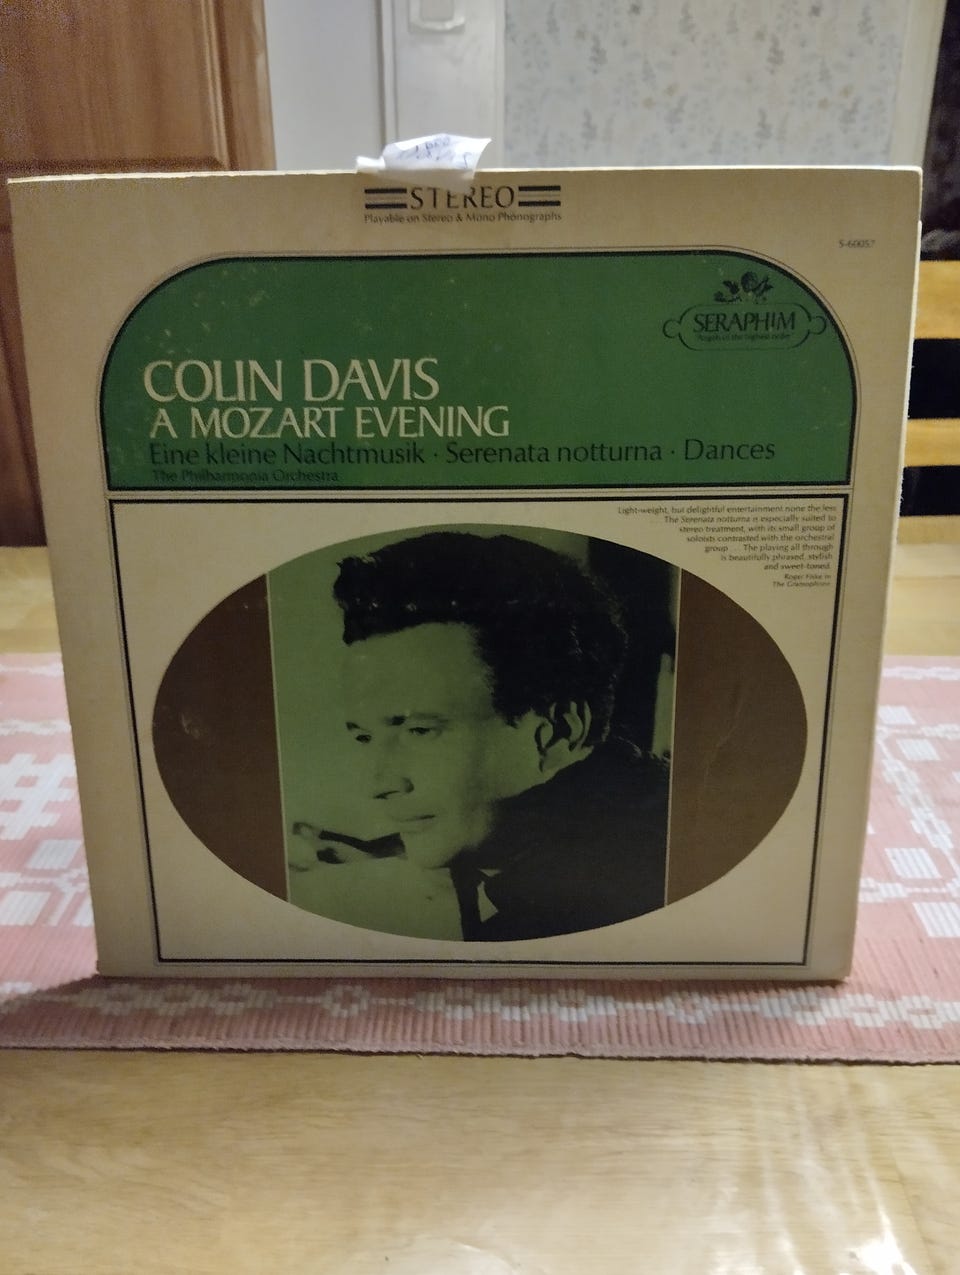 STEREO
Playable on Stereo & Mono Phonographs
S-60057
SERAPHIM
"Angels of the highest order"
COLIN DAVIS
A MOZART EVENING
Eine kleine Nachtmusik · Serenata notturna · Dances
The Philharmonia Orchestra
Light-weight, but delightful entertainment none the less
... The Serenata notturna is especially suited to
stereo treatment, with its small group of
soloists contrasted with the orchestral
group ... The playing all through
is beautifully phrased, stylish
and sweet-toned.
Roger Fiske in
The Gramophone